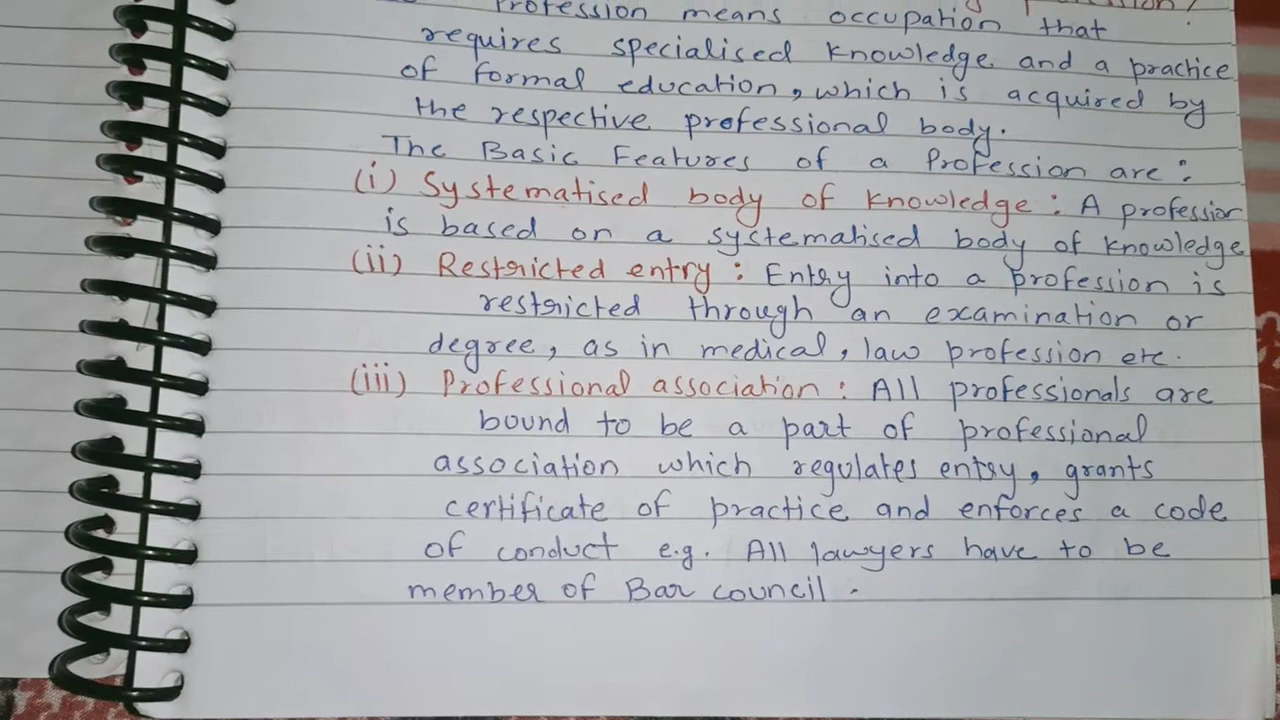 Profession means occupation that
requires specialised knowledge and a practice
of formal education, which is acquired by
the respective professional body.
The Basic Features of a Profession are :
(i) Systematised body of knowledge : A profession
is based on a systematised body of knowledge
(ii) Restricted entry : Entry into a profession is
restricted through an examination or
degree, as in medical, law profession etc.
(iii) Professional association : All professionals are
bound to be a part of professional
association which regulates entry, grants
certificate of practice and enforces a code
of conduct e.g. All lawyers have to be
member of Bar council .